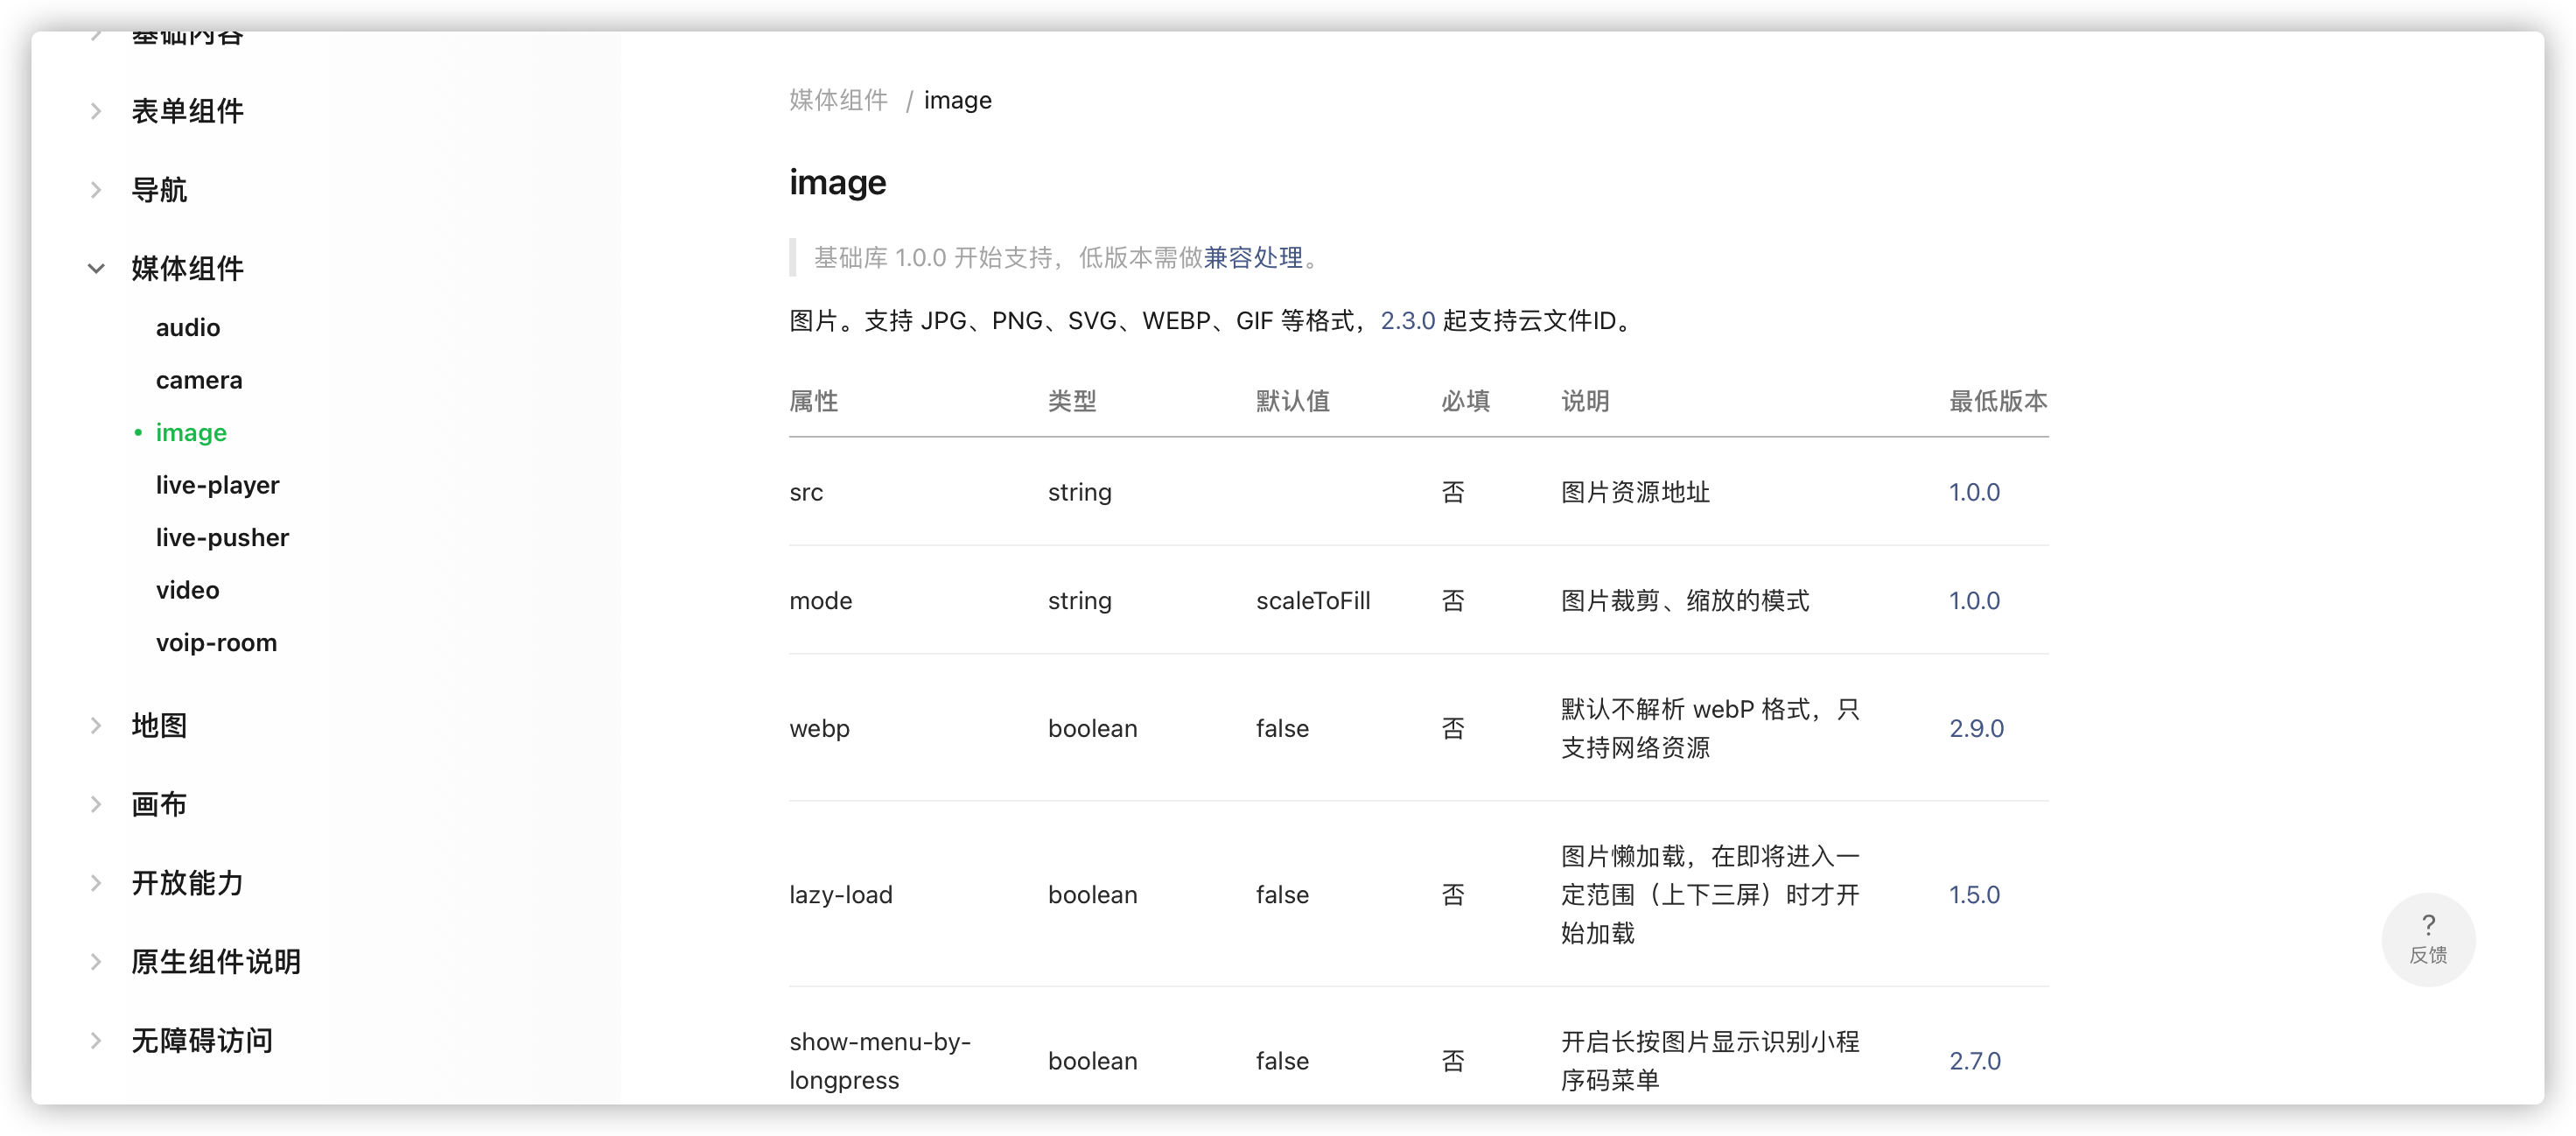 基础内容
表单组件
导航
媒体组件
audio
camera
image
live-player
live-pusher
video
voip-room
地图
画布
开放能力
原生组件说明
无障碍访问
媒体组件 / image
image
基础库 1.0.0 开始支持，低版本需做兼容处理。
图片。支持 JPG、PNG、SVG、WEBP、GIF 等格式，2.3.0 起支持云文件ID。
属性 类型 默认值 必填 说明 最低版本
src string 否 图片资源地址 1.0.0
mode string scaleToFill 否 图片裁剪、缩放的模式 1.0.0
webp boolean false 否 默认不解析 webP 格式，只
支持网络资源 2.9.0
lazy-load boolean false 否 图片懒加载，在即将进入一
定范围（上下三屏）时才开
始加载 1.5.0
show-menu-by-
longpress boolean false 否 开启长按图片显示识别小程
序码菜单 2.7.0
?
反馈